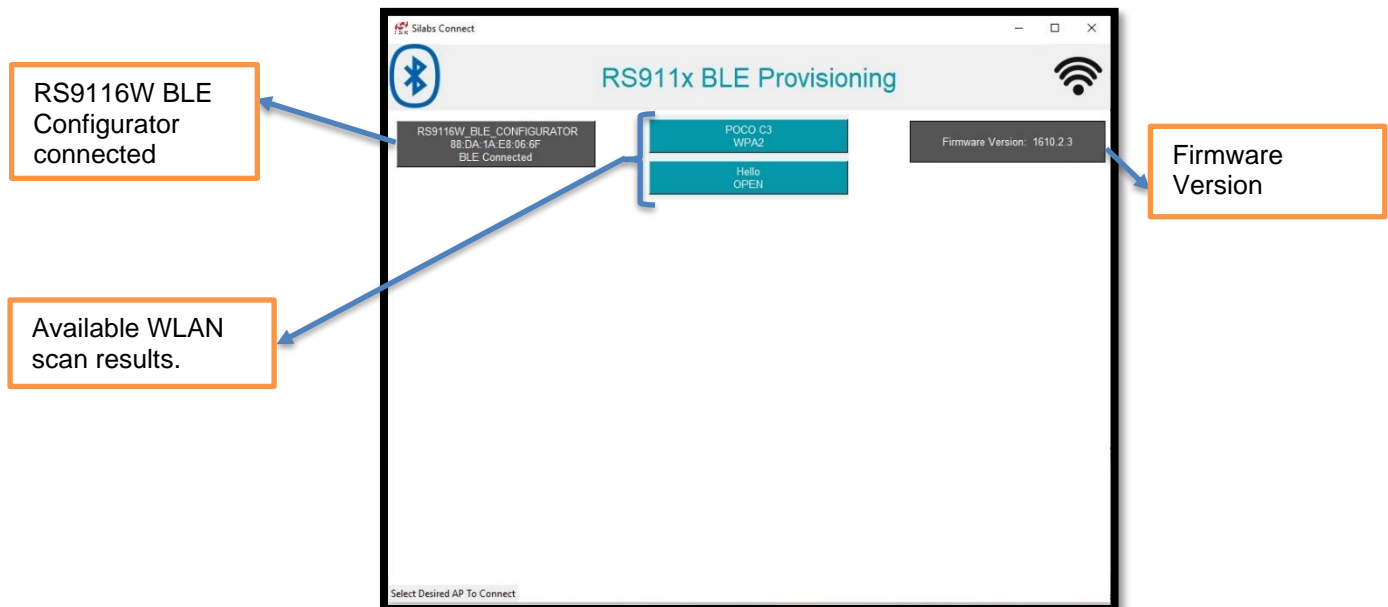 Silabs Connect
RS911x BLE Provisioning
RS9116W BLE
Configurator
connected
RS9116W_BLE_CONFIGURATOR
88:DA:1A:E8:06:6F
BLE Connected
POCO C3
WPA2
Hello
OPEN
Firmware Version: 1610.2.3
Firmware
Version
Available WLAN
scan results.
Select Desired AP To Connect